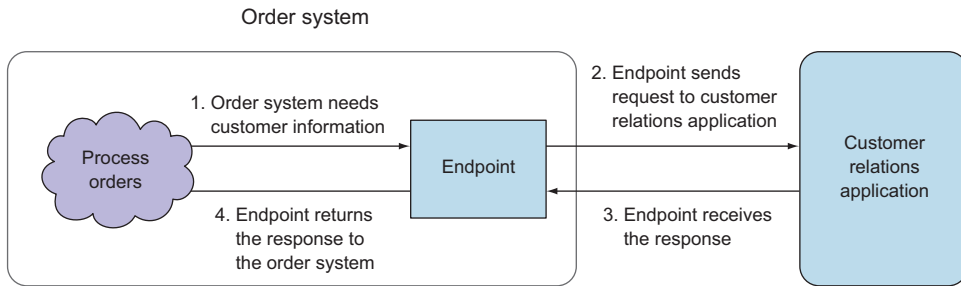 Order system
1. Order system needs
customer information
2. Endpoint sends
request to customer
relations application
Process
orders
Endpoint
Customer
relations
application
4. Endpoint returns
the response to
the order system
3. Endpoint receives
the response